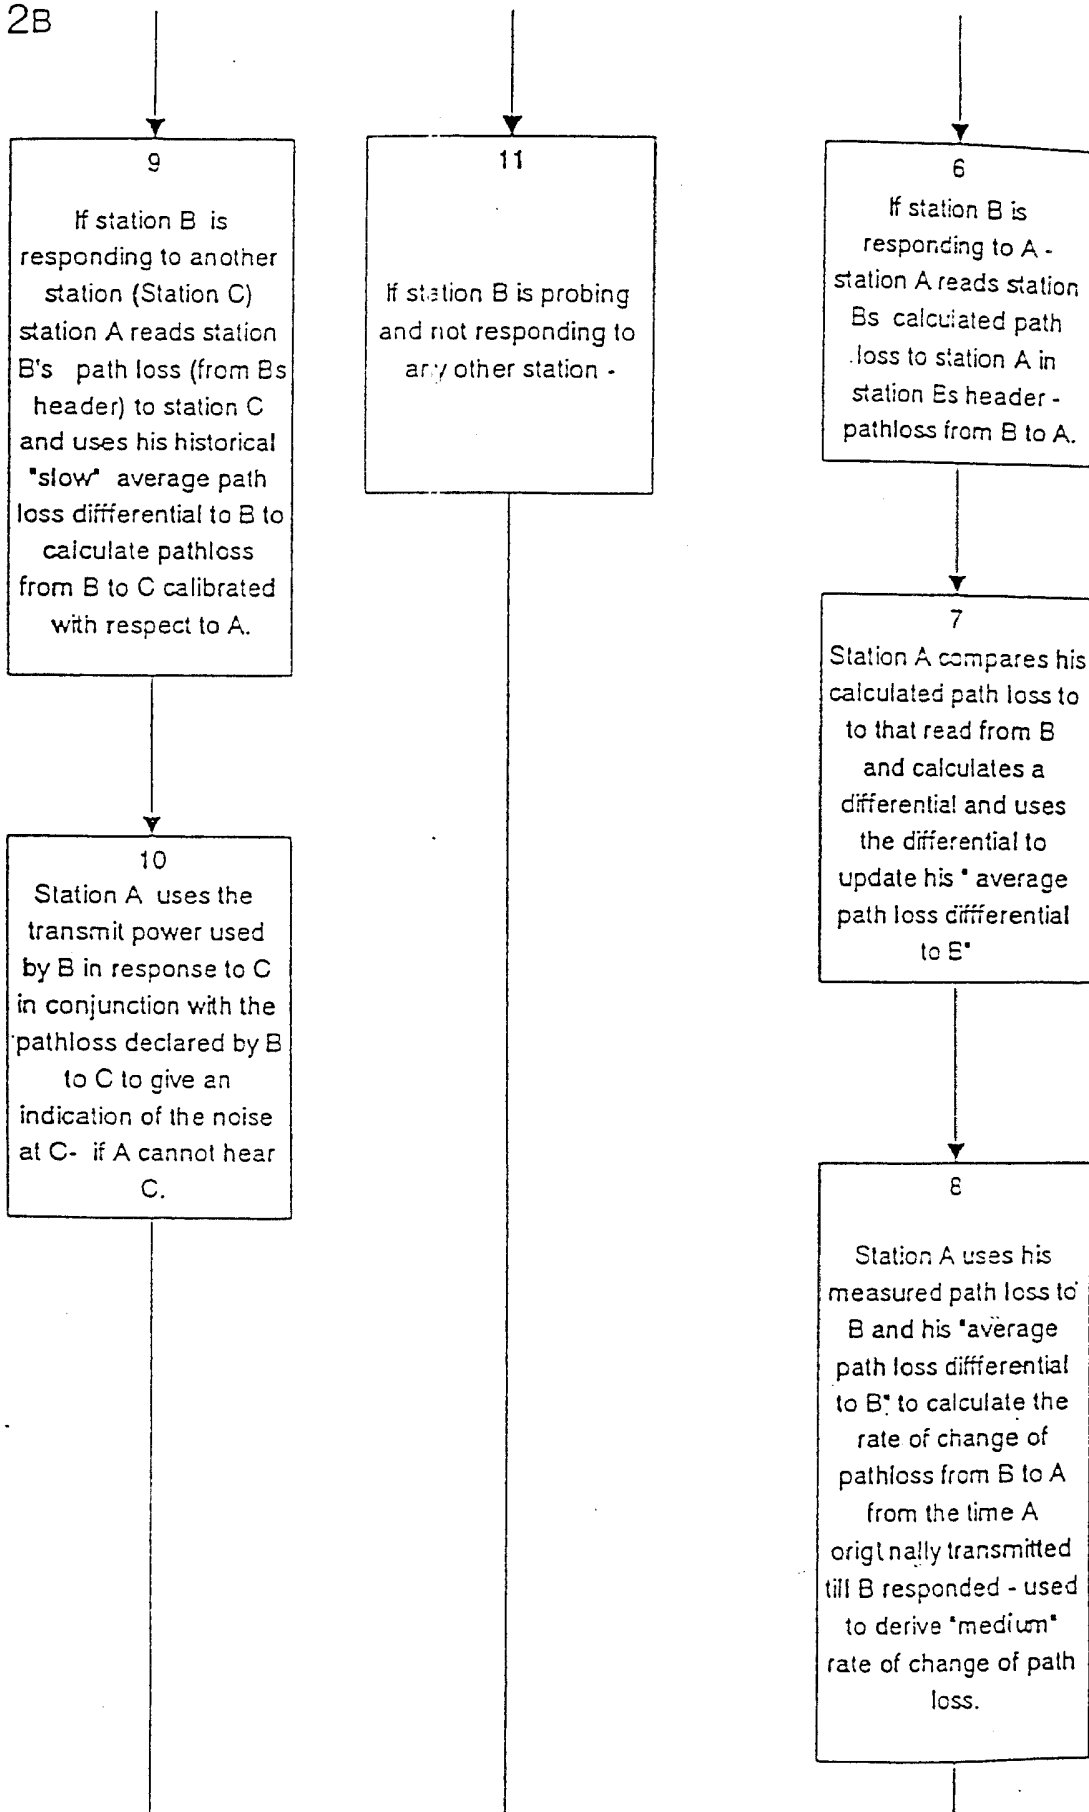 2B
9
If station B is
responding to another
station (Station C)
station A reads station
B's path loss (from Bs
header) to station C
and uses his historical
"slow" average path
loss diffferential to B to
calculate pathloss
from B to C calibrated
with respect to A.
10
Station A uses the
transmit power used
by B in response to C
in conjunction with the
pathloss declared by B
to C to give an
indication of the noise
at C- if A cannot hear
C.
11
If station B is probing
and not responding to
any other station -
6
If station B is
responding to A -
station A reads station
Bs calculated path
loss to station A in
station Bs header -
pathloss from B to A.
7
Station A compares his
calculated path loss to
to that read from B
and calculates a
differential and uses
the differential to
update his " average
path loss diffferential
to B"
8
Station A uses his
measured path loss to
B and his "average
path loss diffferential
to B" to calculate the
rate of change of
pathloss from B to A
from the time A
originally transmitted
till B responded - used
to derive "medium"
rate of change of path
loss.